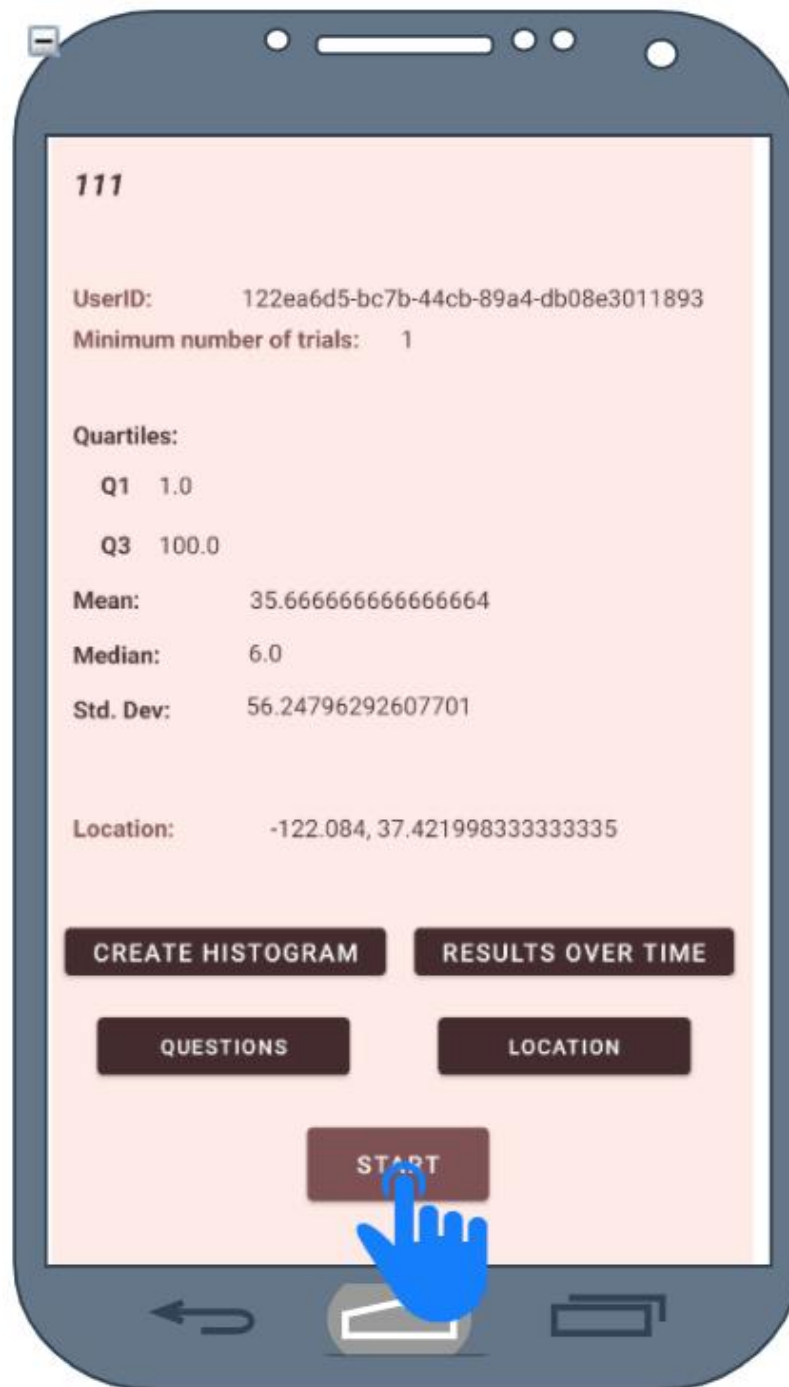 111
UserID: 122ea6d5-bc7b-44cb-89a4-db08e3011893
Minimum number of trials: 1
Quartiles:
Q1 1.0
Q3 100.0
Mean: 35.666666666666664
Median: 6.0
Std. Dev: 56.24796292607701
Location: -122.084, 37.421998333333335
CREATE HISTOGRAM RESULTS OVER TIME
QUESTIONS LOCATION
START